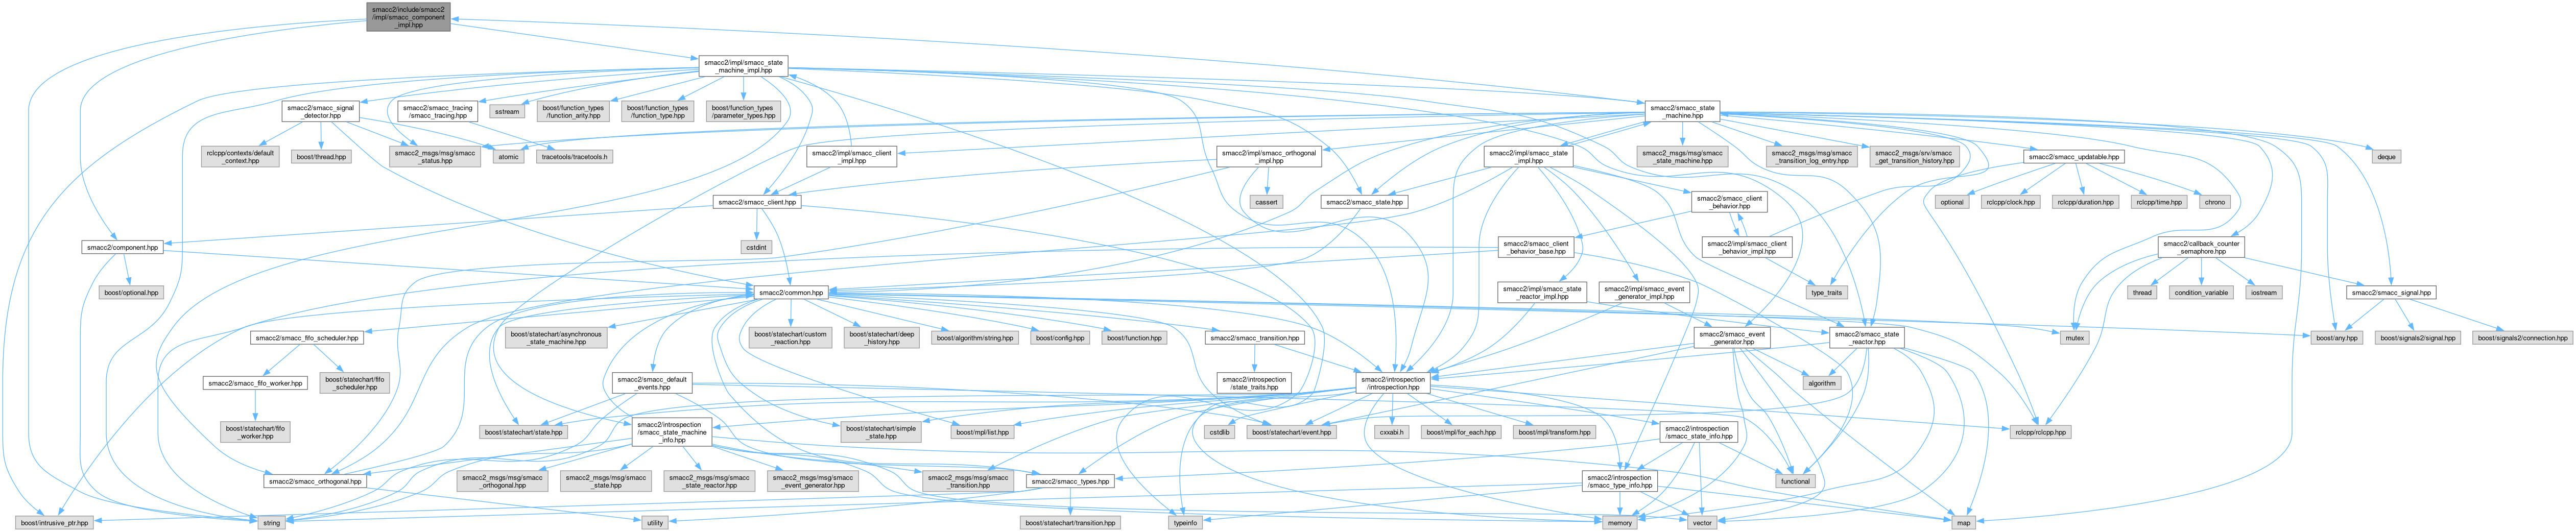 smacc2/include/smacc2
/impl/smacc_component
_impl.hpp
smacc2/impl/smacc_state
_machine_impl.hpp
smacc2/smacc_signal
_detector.hpp
smacc2/smacc_tracing
/smacc_tracing.hpp
sstream
boost/function_types
/function_arity.hpp
boost/function_types
/function_type.hpp
boost/function_types
/parameter_types.hpp
smacc2/smacc_state
_machine.hpp
rclcpp/contexts/default
_context.hpp
boost/thread.hpp
smacc2_msgs/msg/smacc
_status.hpp
atomic
tracetools/tracetools.h
smacc2/impl/smacc_client
_impl.hpp
smacc2/impl/smacc_orthogonal
_impl.hpp
smacc2/impl/smacc_state
_impl.hpp
smacc2_msgs/msg/smacc
_state_machine.hpp
smacc2_msgs/msg/smacc
_transition_log_entry.hpp
smacc2_msgs/srv/smacc
_get_transition_history.hpp
smacc2/smacc_updatable.hpp
deque
smacc2/smacc_client.hpp
cassert
smacc2/smacc_state.hpp
smacc2/smacc_client
_behavior.hpp
optional
rclcpp/clock.hpp
rclcpp/duration.hpp
rclcpp/time.hpp
chrono
smacc2/component.hpp
cstdint
smacc2/smacc_client
_behavior_base.hpp
smacc2/impl/smacc_client
_behavior_impl.hpp
smacc2/callback_counter
_semaphore.hpp
boost/optional.hpp
smacc2/common.hpp
smacc2/impl/smacc_state
_reactor_impl.hpp
smacc2/impl/smacc_event
_generator_impl.hpp
type_traits
thread
condition_variable
iostream
smacc2/smacc_signal.hpp
smacc2/smacc_fifo_scheduler.hpp
boost/statechart/asynchronous
_state_machine.hpp
boost/statechart/custom
_reaction.hpp
boost/statechart/deep
_history.hpp
boost/algorithm/string.hpp
boost/config.hpp
boost/function.hpp
smacc2/smacc_transition.hpp
smacc2/smacc_event
_generator.hpp
smacc2/smacc_state
_reactor.hpp
mutex
boost/any.hpp
boost/signals2/signal.hpp
boost/signals2/connection.hpp
smacc2/smacc_fifo_worker.hpp
boost/statechart/fifo
_scheduler.hpp
smacc2/smacc_default
_events.hpp
smacc2/introspection
/state_traits.hpp
smacc2/introspection
/introspection.hpp
algorithm
boost/statechart/fifo
_worker.hpp
boost/statechart/state.hpp
smacc2/introspection
/smacc_state_machine
_info.hpp
boost/statechart/simple
_state.hpp
boost/mpl/list.hpp
cstdlib
boost/statechart/event.hpp
cxxabi.h
boost/mpl/for_each.hpp
boost/mpl/transform.hpp
smacc2/introspection
/smacc_state_info.hpp
rclcpp/rclcpp.hpp
smacc2/smacc_orthogonal.hpp
smacc2_msgs/msg/smacc
_orthogonal.hpp
smacc2_msgs/msg/smacc
_state.hpp
smacc2_msgs/msg/smacc
_state_reactor.hpp
smacc2_msgs/msg/smacc
_event_generator.hpp
smacc2_msgs/msg/smacc
_transition.hpp
smacc2/smacc_types.hpp
smacc2/introspection
/smacc_type_info.hpp
functional
boost/intrusive_ptr.hpp
string
utility
boost/statechart/transition.hpp
typeinfo
memory
vector
map